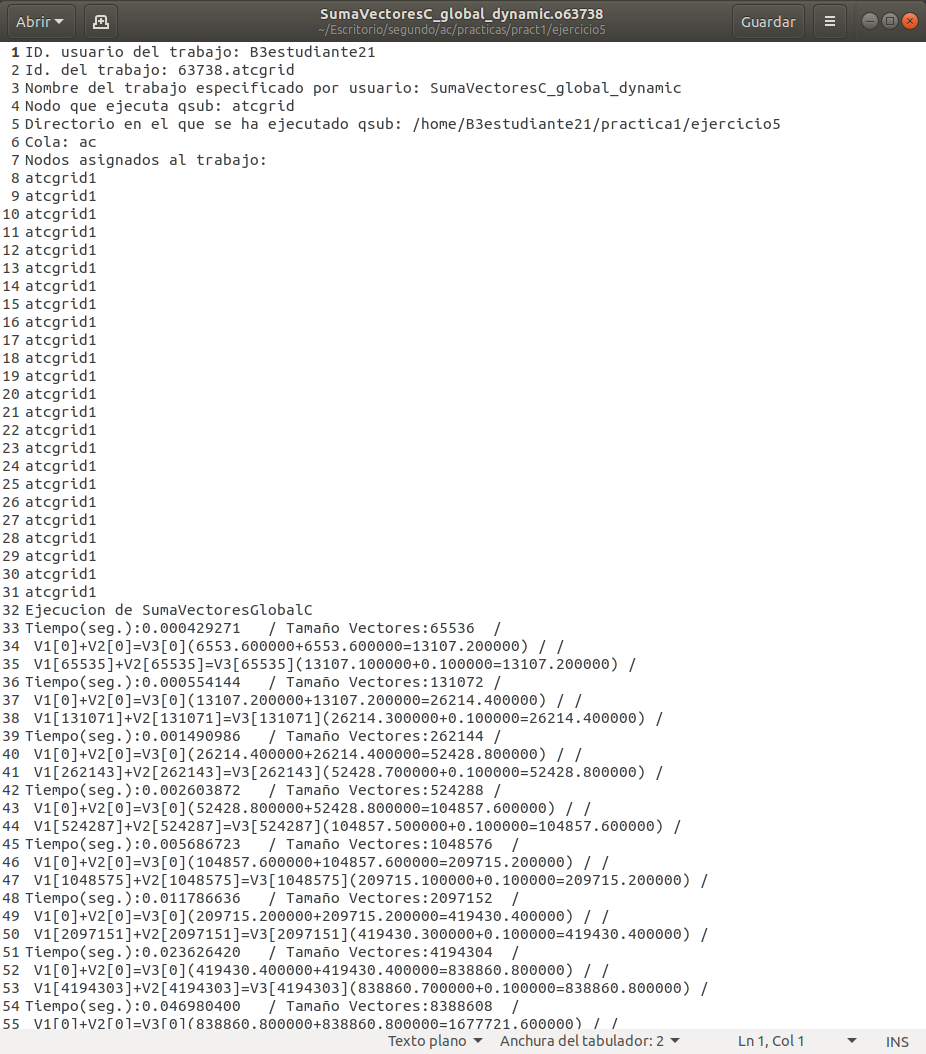 Abrir
SumaVectoresC_global_dynamic.o63738
~/Escritorio/segundo/ac/practicas/pract1/ejercicio5
Guardar
1 ID. usuario del trabajo: B3estudiante21
2 Id. del trabajo: 63738.atcgrid
3 Nombre del trabajo especificado por usuario: SumaVectoresC_global_dynamic
4 Nodo que ejecuta qsub: atcgrid
5 Directorio en el que se ha ejecutado qsub: /home/B3estudiante21/practica1/ejercicio5
6 Cola: ac
7 Nodos asignados al trabajo:
8 atcgrid1
9 atcgrid1
10 atcgrid1
11 atcgrid1
12 atcgrid1
13 atcgrid1
14 atcgrid1
15 atcgrid1
16 atcgrid1
17 atcgrid1
18 atcgrid1
19 atcgrid1
20 atcgrid1
21 atcgrid1
22 atcgrid1
23 atcgrid1
24 atcgrid1
25 atcgrid1
26 atcgrid1
27 atcgrid1
28 atcgrid1
29 atcgrid1
30 atcgrid1
31 atcgrid1
32 Ejecucion de SumaVectoresGlobalC
33 Tiempo(seg.):0.000429271   / Tamaño Vectores:65536  /
34  V1[0]+V2[0]=V3[0](6553.600000+6553.600000=13107.200000) / /
35  V1[65535]+V2[65535]=V3[65535](13107.100000+0.100000=13107.200000) /
36 Tiempo(seg.):0.000554144   / Tamaño Vectores:131072 /
37  V1[0]+V2[0]=V3[0](13107.200000+13107.200000=26214.400000) / /
38  V1[131071]+V2[131071]=V3[131071](26214.300000+0.100000=26214.400000) /
39 Tiempo(seg.):0.001490986   / Tamaño Vectores:262144 /
40  V1[0]+V2[0]=V3[0](26214.400000+26214.400000=52428.800000) / /
41  V1[262143]+V2[262143]=V3[262143](52428.700000+0.100000=52428.800000) /
42 Tiempo(seg.):0.002603872   / Tamaño Vectores:524288 /
43  V1[0]+V2[0]=V3[0](52428.800000+52428.800000=104857.600000) / /
44  V1[524287]+V2[524287]=V3[524287](104857.500000+0.100000=104857.600000) /
45 Tiempo(seg.):0.005686723   / Tamaño Vectores:1048576  /
46  V1[0]+V2[0]=V3[0](104857.600000+104857.600000=209715.200000) / /
47  V1[1048575]+V2[1048575]=V3[1048575](209715.100000+0.100000=209715.200000) /
48 Tiempo(seg.):0.011786636   / Tamaño Vectores:2097152  /
49  V1[0]+V2[0]=V3[0](209715.200000+209715.200000=419430.400000) / /
50  V1[2097151]+V2[2097151]=V3[2097151](419430.300000+0.100000=419430.400000) /
51 Tiempo(seg.):0.023626420   / Tamaño Vectores:4194304  /
52  V1[0]+V2[0]=V3[0](419430.400000+419430.400000=838860.800000) / /
53  V1[4194303]+V2[4194303]=V3[4194303](838860.700000+0.100000=838860.800000) /
54 Tiempo(seg.):0.046980400   / Tamaño Vectores:8388608  /
55  V1[0]+V2[0]=V3[0](838860.800000+838860.800000=1677721.600000) / /
Texto plano
Anchura del tabulador: 2
Ln 1, Col 1
INS